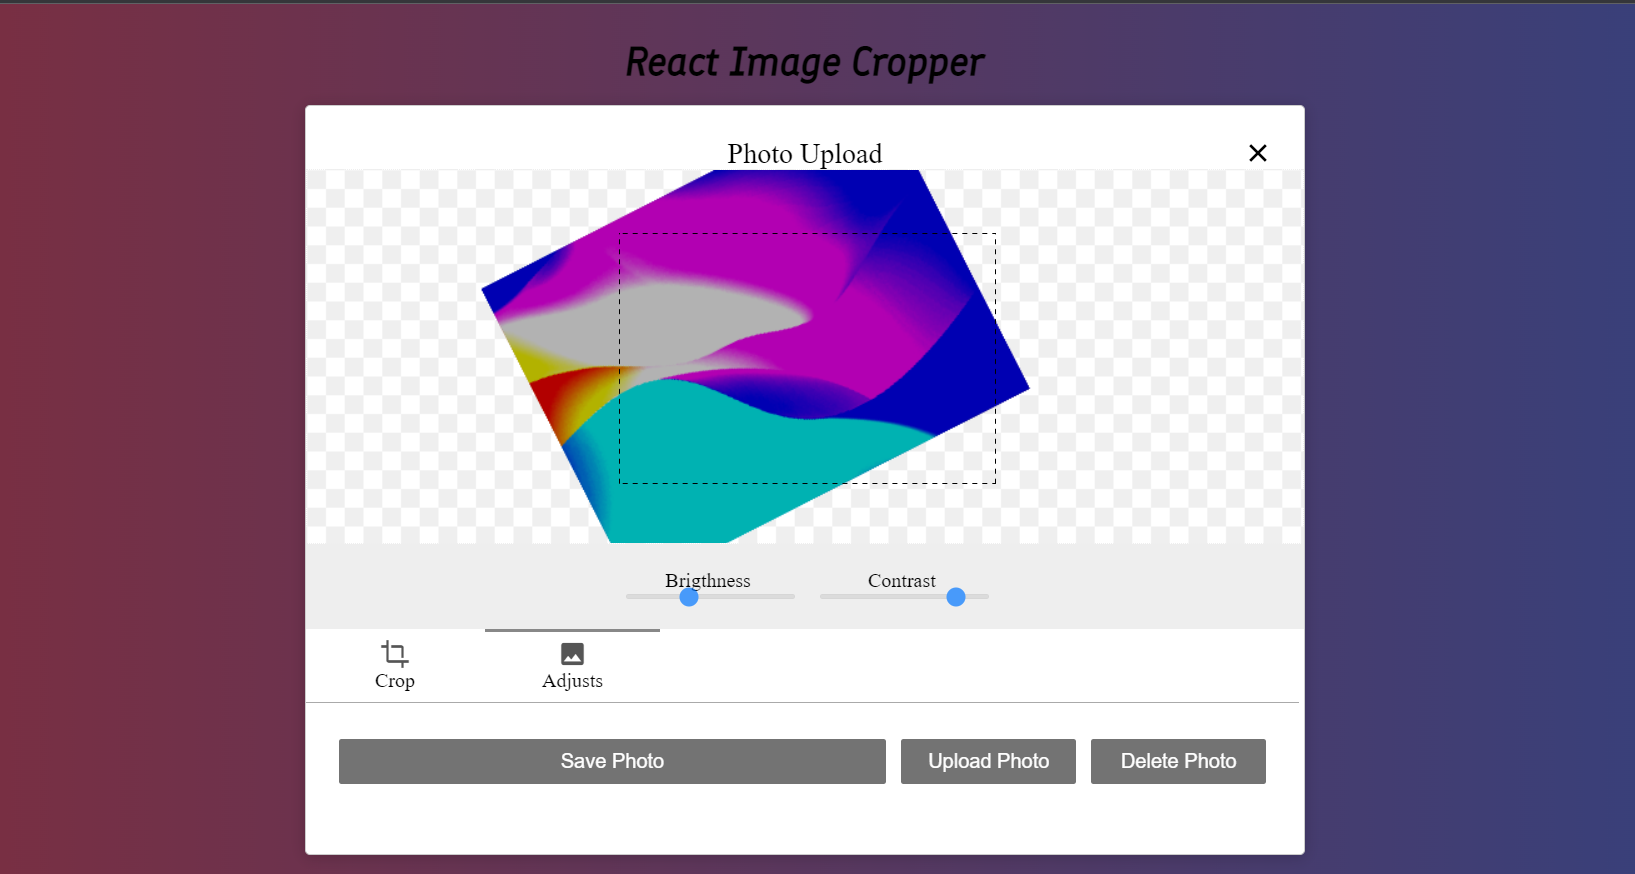 React Image Cropper
Photo Upload
Brigthness
Contrast
Crop
Adjusts
Save Photo
Upload Photo
Delete Photo